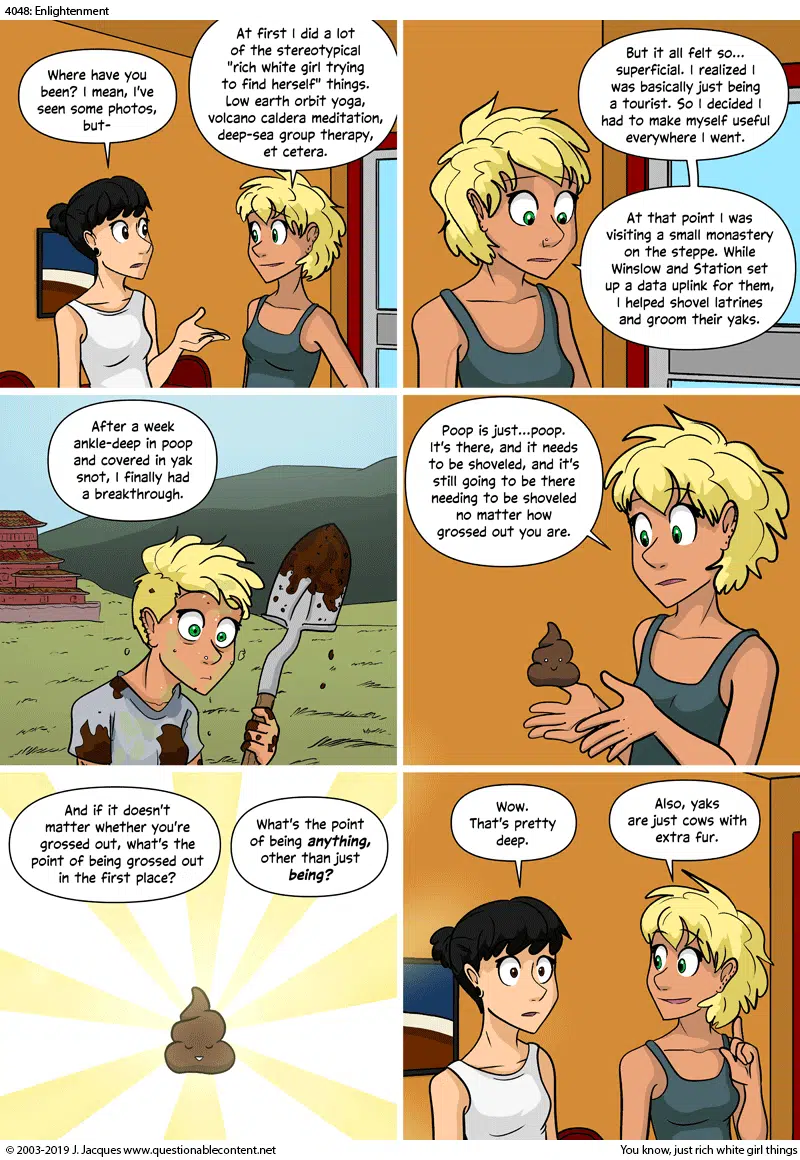 4048: Enlightenment
Where have you
been? I mean, I've
seen some photos,
but-
At first I did a lot
of the stereotypical
"rich white girl trying
to find herself" things.
Low earth orbit yoga,
volcano caldera meditation,
deep-sea group therapy,
et cetera.
But it all felt so...
superficial. I realized I
was basically just being
a tourist. So I decided I
had to make myself useful
everywhere I went.
At that point I was
visiting a small monastery
on the steppe. While
Winslow and Station set
up a data uplink for them,
I helped shovel latrines
and groom their yaks.
After a week
ankle-deep in poop
and covered in yak
snot, I finally had
a breakthrough.
Poop is just...poop.
It's there, and it needs
to be shoveled, and it's
still going to be there
needing to be shoveled
no matter how
grossed out you are.
And if it doesn't
matter whether you're
grossed out, what's the
point of being grossed out
in the first place?
What's the point
of being anything,
other than just
being?
Wow.
That's pretty
deep.
Also, yaks
are just cows with
extra fur.
© 2003-2019 J. Jacques www.questionablecontent.net
You know, just rich white girl things